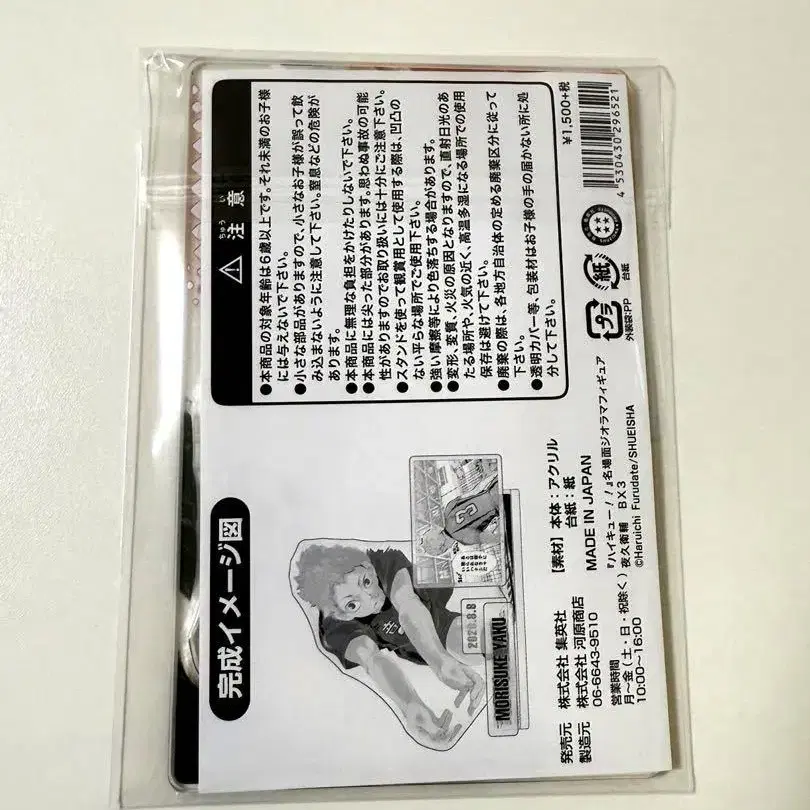 完成イメージ図
2020.8.8
MORISUKE YAKU
発売元 株式会社 集英社
製造元 株式会社 河原商店
06-6643-9510
営業時間
月～金（土・日・祝除く）
10:00～16:00
⚠ 注意
ちゅう い
●本商品の対象年齢は6歳以上です。それ未満のお子様
には与えないで下さい。
●小さな部品がありますので、小さなお子様が誤って飲
み込まないように注意して下さい。窒息などの危険が
あります。
●本商品に無理な負担をかけたりしないで下さい。
●本商品には尖った部分があります。思わぬ事故の可能
性がありますのでお取り扱いには十分にご注意下さい。
●スタンドを使って観賞用として使用する際は、凹凸の
ない平らな場所でご使用下さい。
●強い摩擦等により色落ちする場合があります。
●変形、変質、火災の原因となりますので、直射日光のあ
たる場所や、火気の近く、高温多湿になる場所での使用
保存は避けて下さい。
●廃棄の際は、各地方自治体の定める廃棄区分に従って
下さい。
●透明カバー等、包装材はお子様の手の届かない所に処
分して下さい。
【素材】本体：アクリル
台紙：紙
MADE IN JAPAN
『ハイキュー!!』名場面ジオラマフィギュア
夜久衛輔 BX3
©Haruichi Furudate/SHUEISHA
プラ
外装袋:PP
紙
台紙
¥1,500+税
4 530430 296521